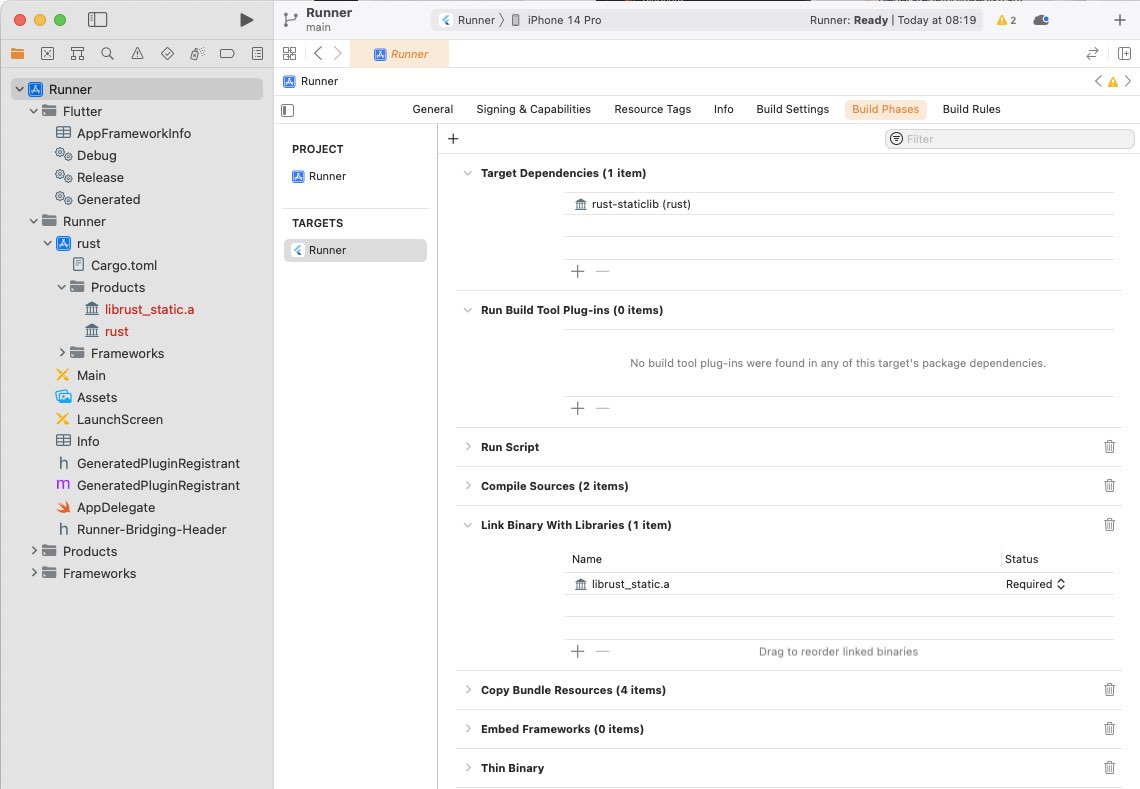 Runner
main
Runner
iPhone 14 Pro
Runner: Ready | Today at 08:19
2
Runner
Runner
General
Signing & Capabilities
Resource Tags
Info
Build Settings
Build Phases
Build Rules
Runner
Flutter
AppFrameworkInfo
Debug
Release
Generated
Runner
rust
Cargo.toml
Products
librust_static.a
rust
Frameworks
Main
Assets
LaunchScreen
Info
h GeneratedPluginRegistrant
m GeneratedPluginRegistrant
AppDelegate
h Runner-Bridging-Header
Products
Frameworks
PROJECT
Runner
TARGETS
Runner
Filter
Target Dependencies (1 item)
rust-staticlib (rust)
Run Build Tool Plug-ins (0 items)
No build tool plug-ins were found in any of this target's package dependencies.
Run Script
Compile Sources (2 items)
Link Binary With Libraries (1 item)
Name
Status
librust_static.a
Required
Drag to reorder linked binaries
Copy Bundle Resources (4 items)
Embed Frameworks (0 items)
Thin Binary